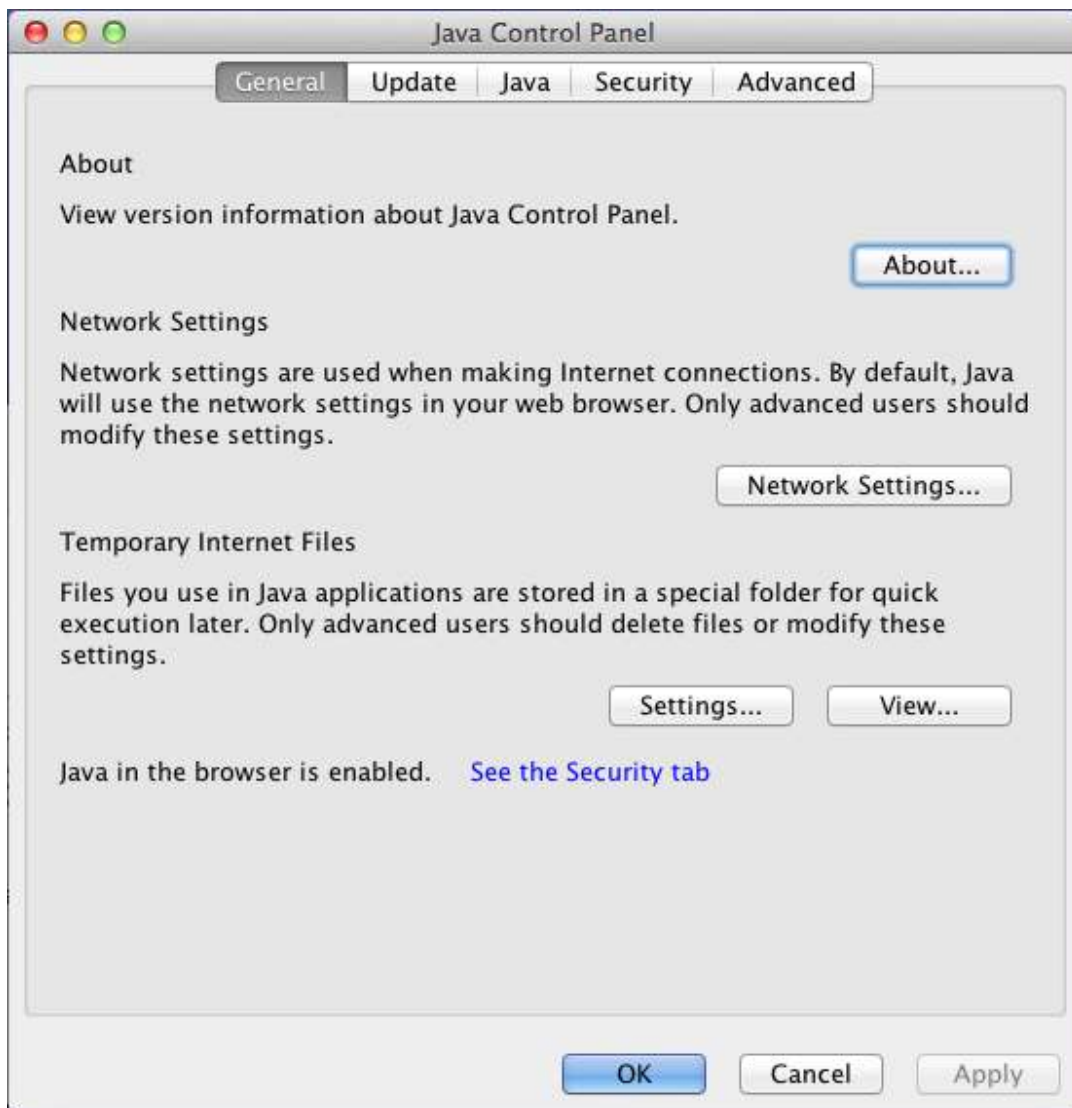 Java Control Panel
General Update Java Security Advanced
About
View version information about Java Control Panel.
About...
Network Settings
Network settings are used when making Internet connections. By default, Java
will use the network settings in your web browser. Only advanced users should
modify these settings.
Network Settings...
Temporary Internet Files
Files you use in Java applications are stored in a special folder for quick
execution later. Only advanced users should delete files or modify these
settings.
Settings... View...
Java in the browser is enabled. See the Security tab
OK Cancel Apply